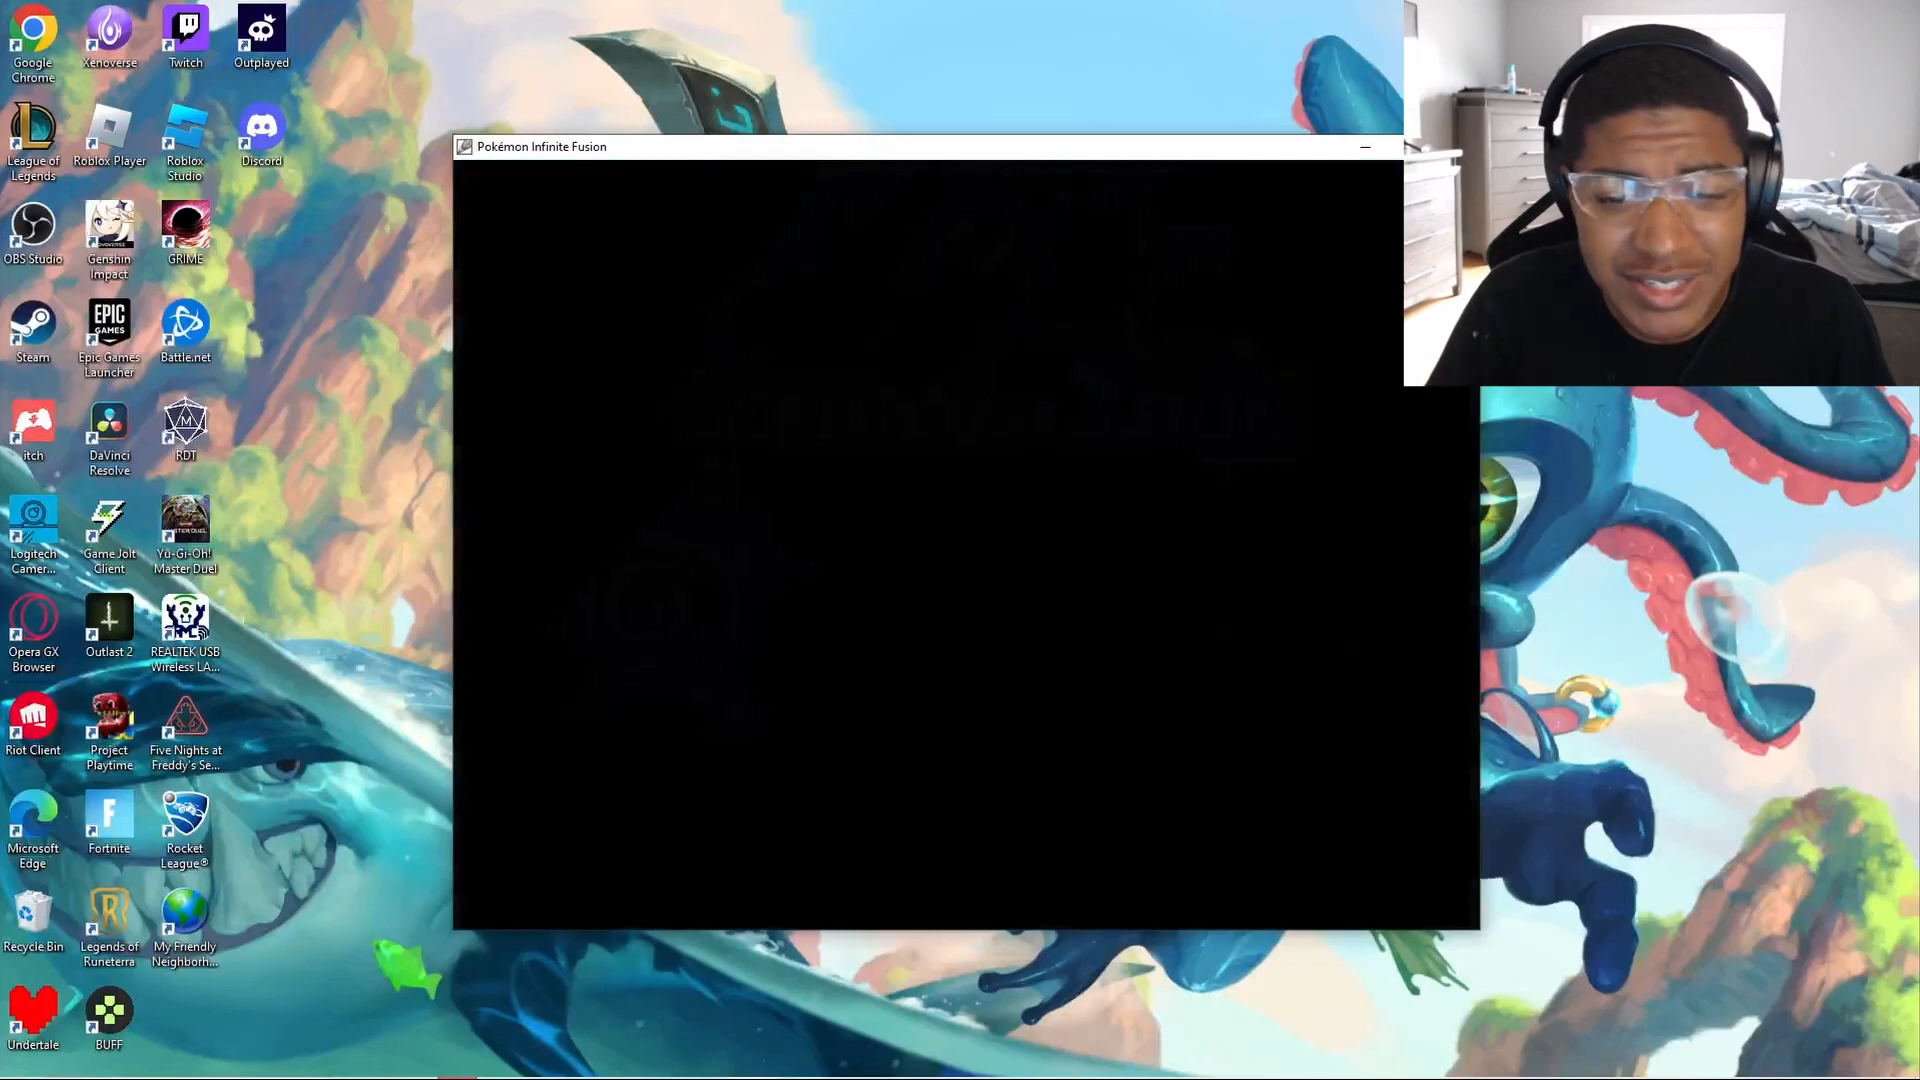 Google
Chrome
Xenoverse
Twitch
Outplayed
League of
Legends
Roblox Player
Roblox
Studio
Discord
OBS Studio
Genshin
Impact
GRIME
Steam
EPIC
GAMES
Epic Games
Launcher
Battle.net
itch
DaVinci
Resolve
M
RDT
Logitech
Camer...
Game Jolt
Client
Yu-Gi-Oh!
Master Duel
Opera GX
Browser
Outlast 2
REALTEK USB
Wireless LA...
Riot Client
Project
Playtime
Five Nights at
Freddy's Se...
Microsoft
Edge
F
Fortnite
Rocket
League®
Recycle Bin
R
Legends of
Runeterra
My Friendly
Neighborh...
Undertale
BUFF
Pokémon Infinite Fusion